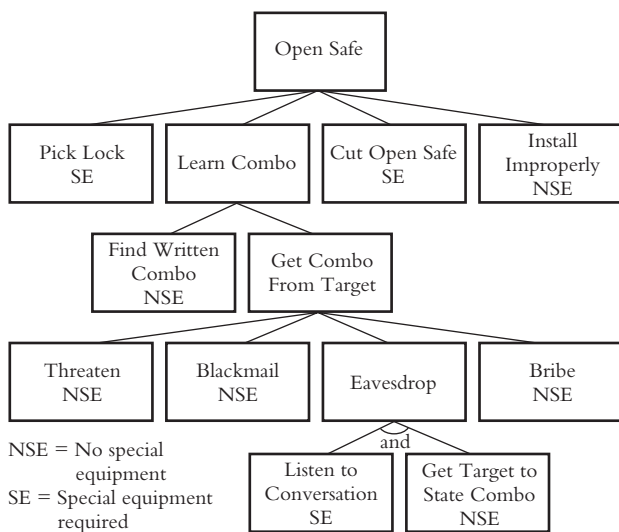 Open Safe
Pick Lock
SE
Learn Combo
Cut Open Safe
SE
Install
Improperly
NSE
Find Written
Combo
NSE
Get Combo
From Target
Threaten
NSE
Blackmail
NSE
Eavesdrop
Bribe
NSE
and
Listen to
Conversation
SE
Get Target to
State Combo
NSE
NSE = No special
equipment
SE = Special equipment
required